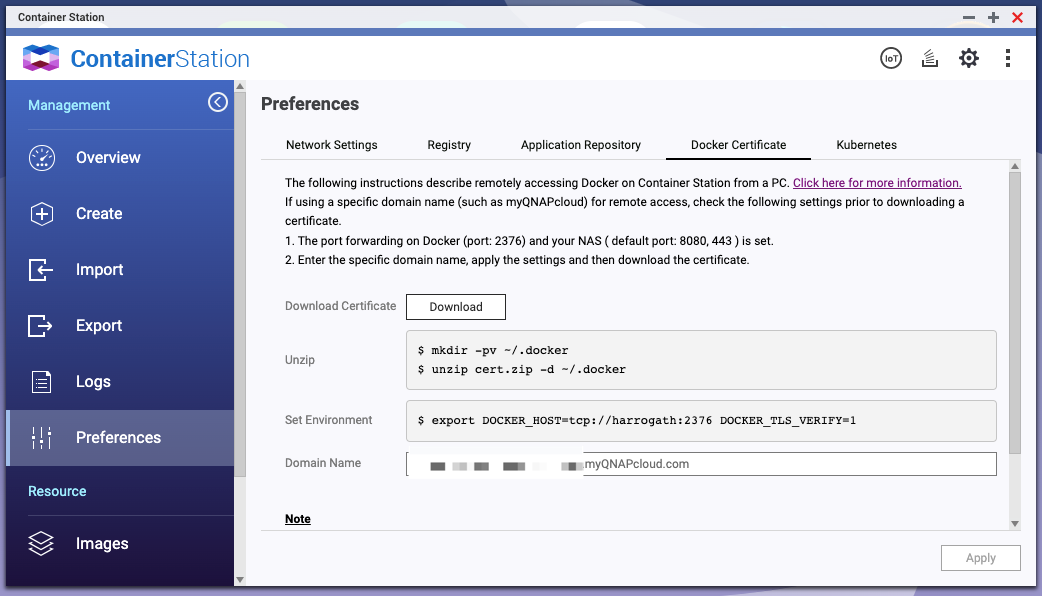 Container Station
ContainerStation
IoT
Management
Overview
Create
Import
Export
Logs
Preferences
Resource
Images
Preferences
Network Settings
Registry
Application Repository
Docker Certificate
Kubernetes
The following instructions describe remotely accessing Docker on Container Station from a PC. Click here for more information.
If using a specific domain name (such as myQNAPcloud) for remote access, check the following settings prior to downloading a
certificate.
1. The port forwarding on Docker (port: 2376) and your NAS ( default port: 8080, 443 ) is set.
2. Enter the specific domain name, apply the settings and then download the certificate.
Download Certificate
Download
Unzip
$ mkdir -pv ~/.docker
$ unzip cert.zip -d ~/.docker
Set Environment
$ export DOCKER_HOST=tcp://harrogath:2376 DOCKER_TLS_VERIFY=1
Domain Name
myQNAPcloud.com
Note
Apply